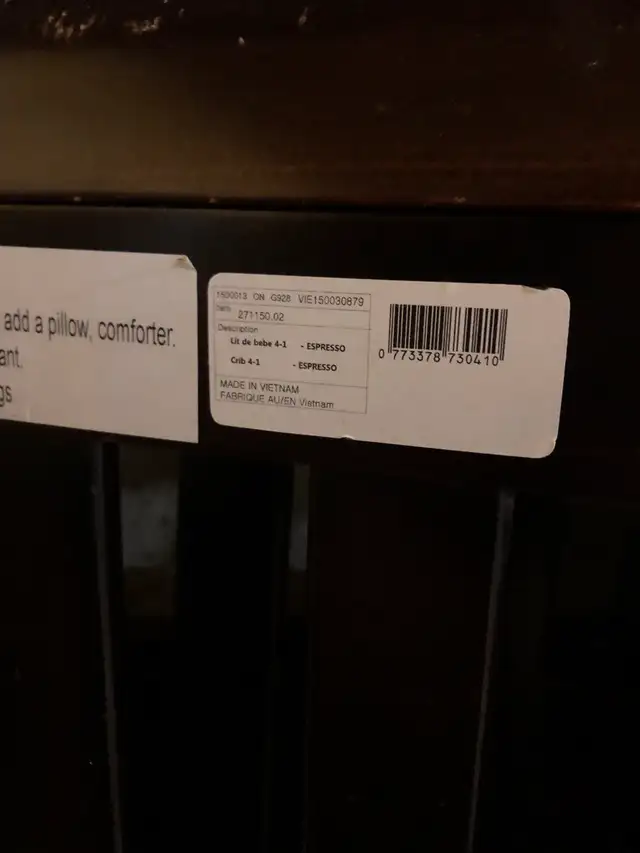 add a pillow, comforter.
ant.
gs
1500013 ON G928 VIE150030879
Item
271150.02
Description
Lit de bebe 4-1 - ESPRESSO
Crib 4-1 - ESPRESSO
MADE IN VIETNAM
FABRIQUE AU/EN Vietnam
0 773378 730410